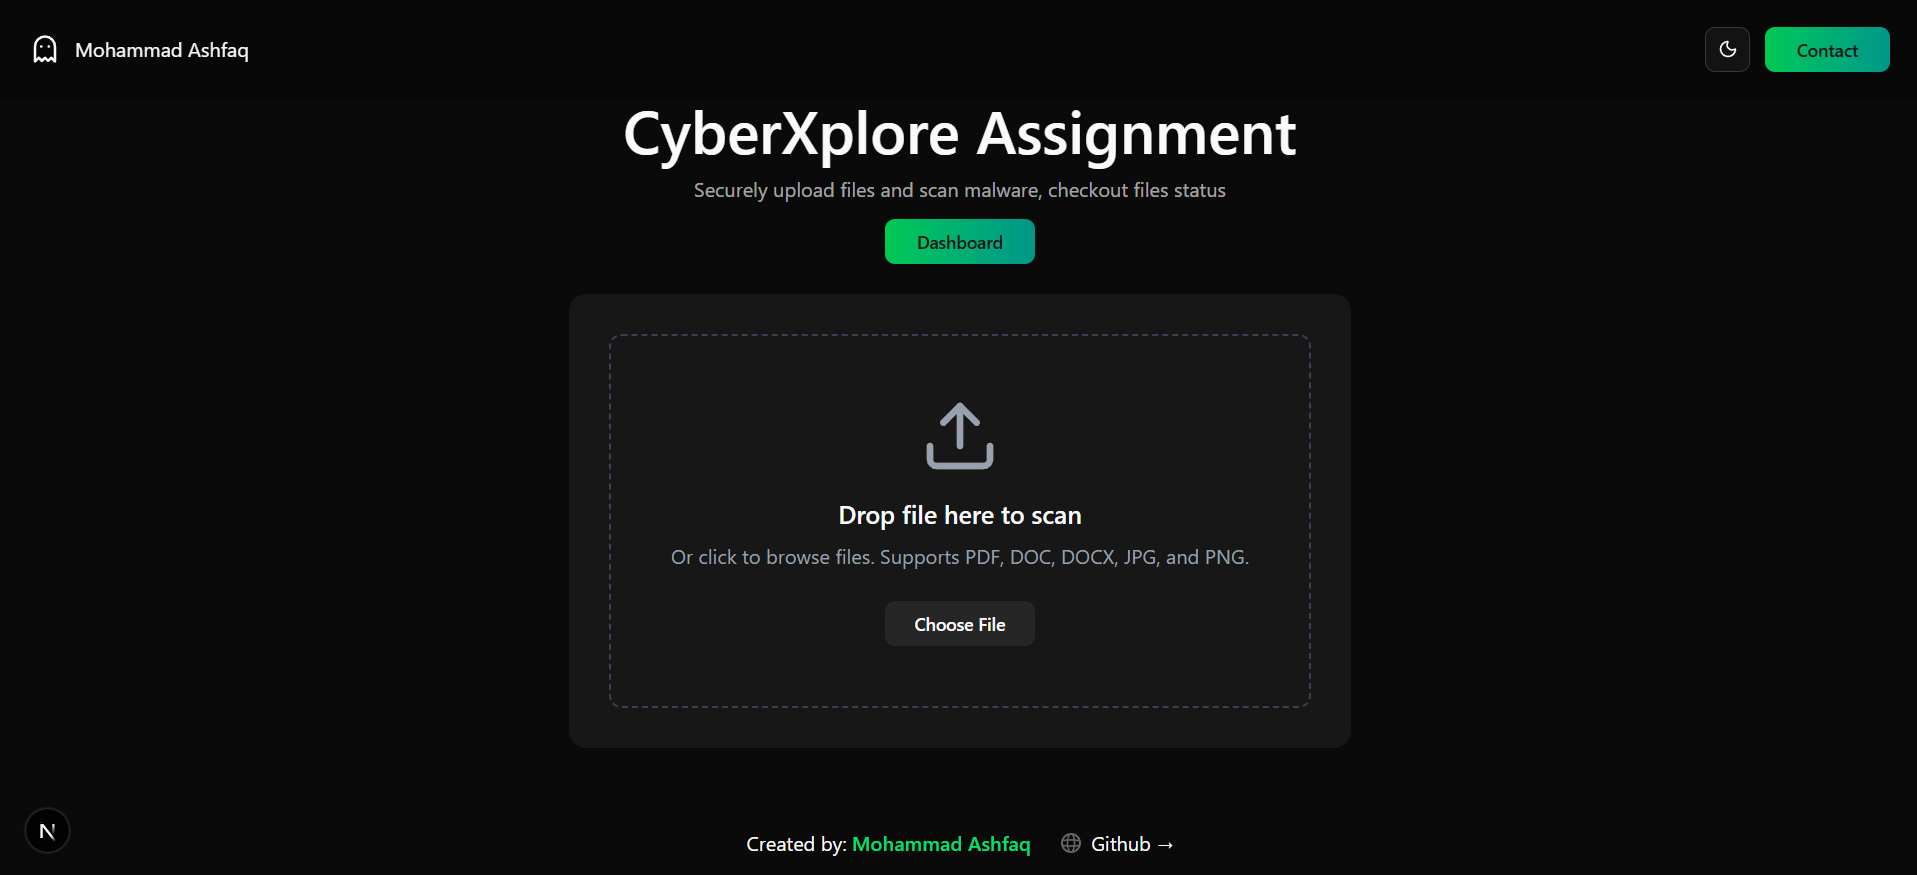 Mohammad Ashfaq
Contact
CyberXplore Assignment
Securely upload files and scan malware, checkout files status
Dashboard
Drop file here to scan
Or click to browse files. Supports PDF, DOC, DOCX, JPG, and PNG.
Choose File
N
Created by: Mohammad Ashfaq
Github →